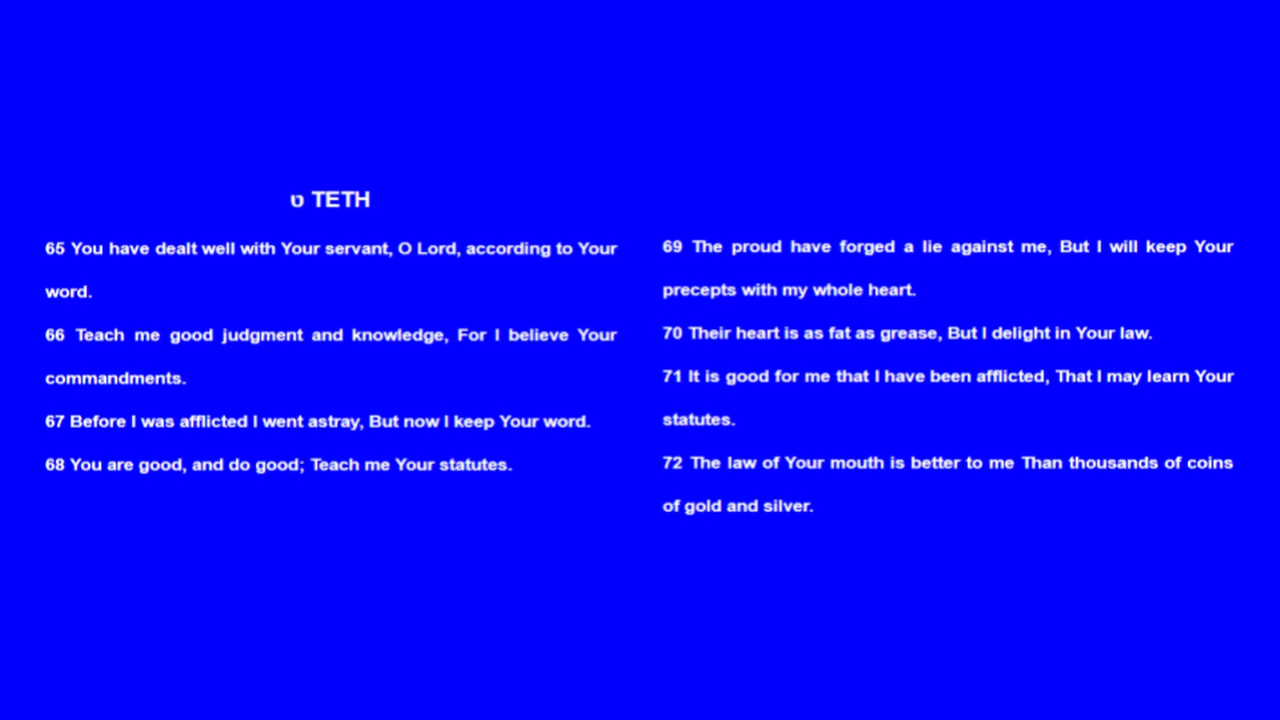 ט TETH
65 You have dealt well with Your servant, O Lord, according to Your
word.
66 Teach me good judgment and knowledge, For I believe Your
commandments.
67 Before I was afflicted I went astray, But now I keep Your word.
68 You are good, and do good; Teach me Your statutes.
69 The proud have forged a lie against me, But I will keep Your
precepts with my whole heart.
70 Their heart is as fat as grease, But I delight in Your law.
71 It is good for me that I have been afflicted, That I may learn Your
statutes.
72 The law of Your mouth is better to me Than thousands of coins
of gold and silver.